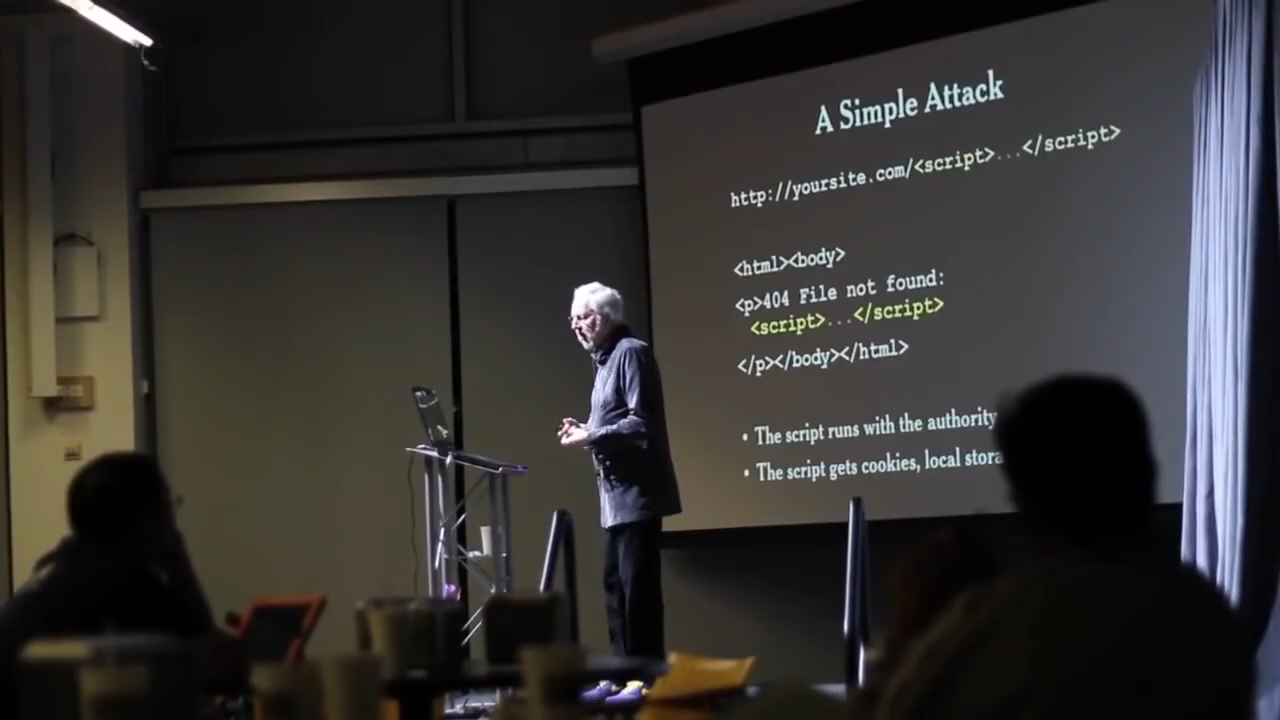 A Simple Attack
http://yoursite.com/<script>...</script>
<html><body>
<p>404 File not found:
<script>...</script>
</p></body></html>
• The script runs with the authority
• The script gets cookies, local